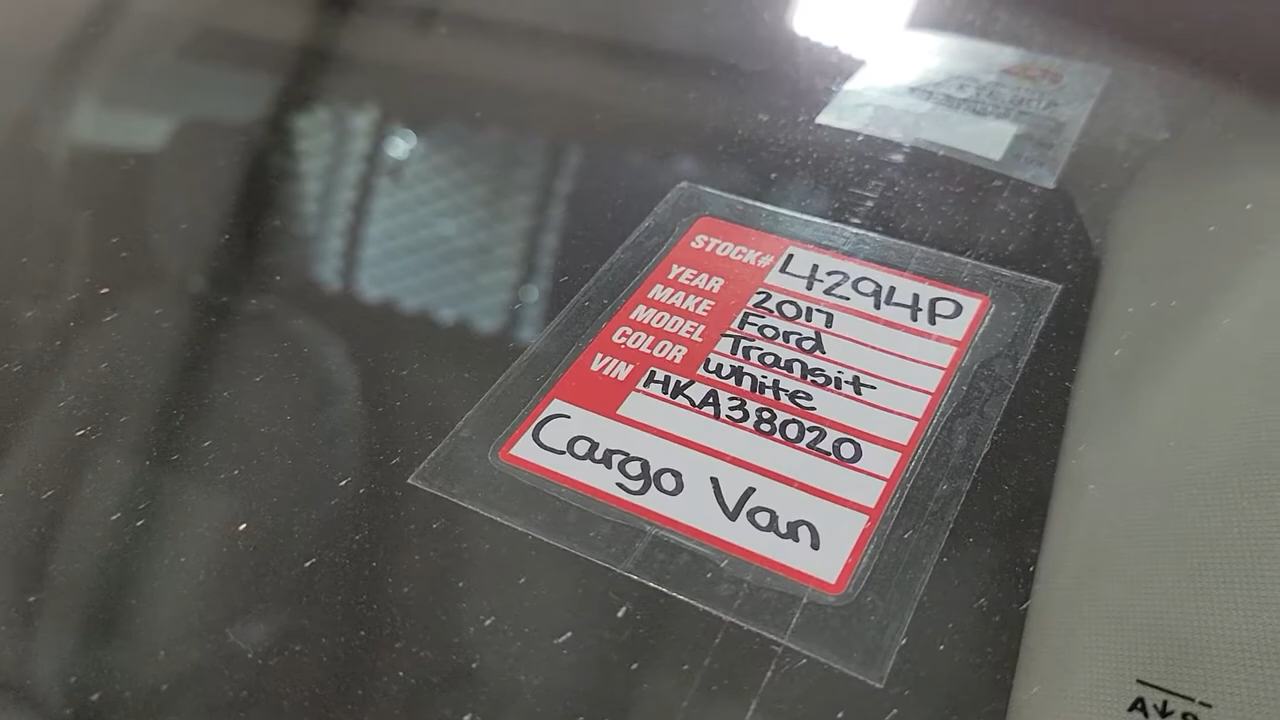 STOCK# 4294P
YEAR 2017
MAKE Ford
MODEL Transit
COLOR White
VIN HKA38020
Cargo Van